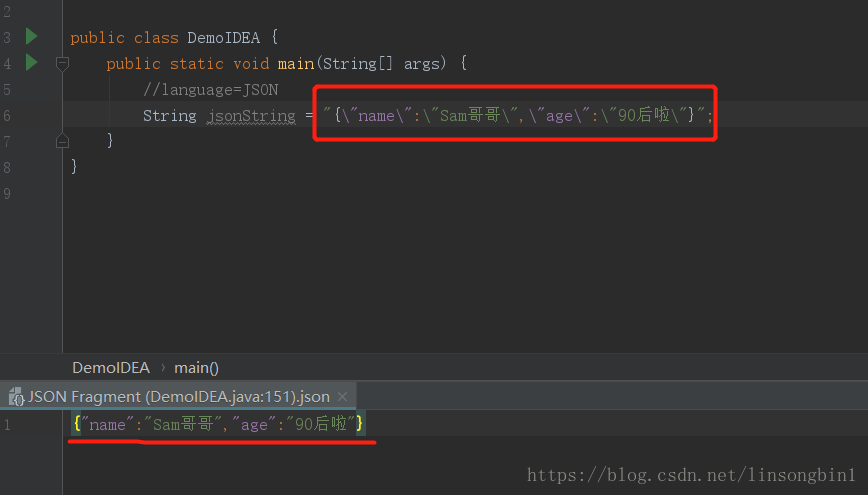 2
3 public class DemoIDEA {
4 public static void main(String[] args) {
5 //language=JSON
6 String jsonString = "{\"name\":\"Sam哥哥\",\"age\":\"90后啦\"}";
7 }
8 }
9
DemoIDEA › main()
JSON Fragment (DemoIDEA.java:151).json ×
1 {"name":"Sam哥哥","age":"90后啦"}
https://blog.csdn.net/linsongbin1